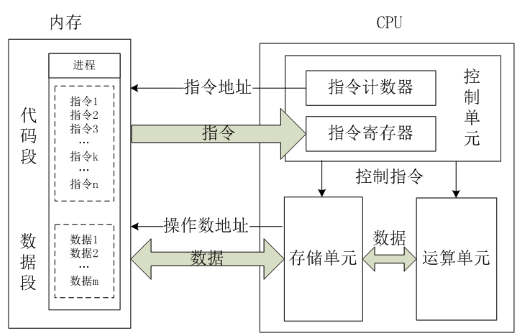 内存
CPU
进程
代码段
指令1
指令2
指令3
...
指令k
...
指令n
数据段
数据1
数据2
...
数据m
指令地址
指令
操作数地址
数据
指令计数器
指令寄存器
控制单元
控制指令
存储单元
数据
运算单元